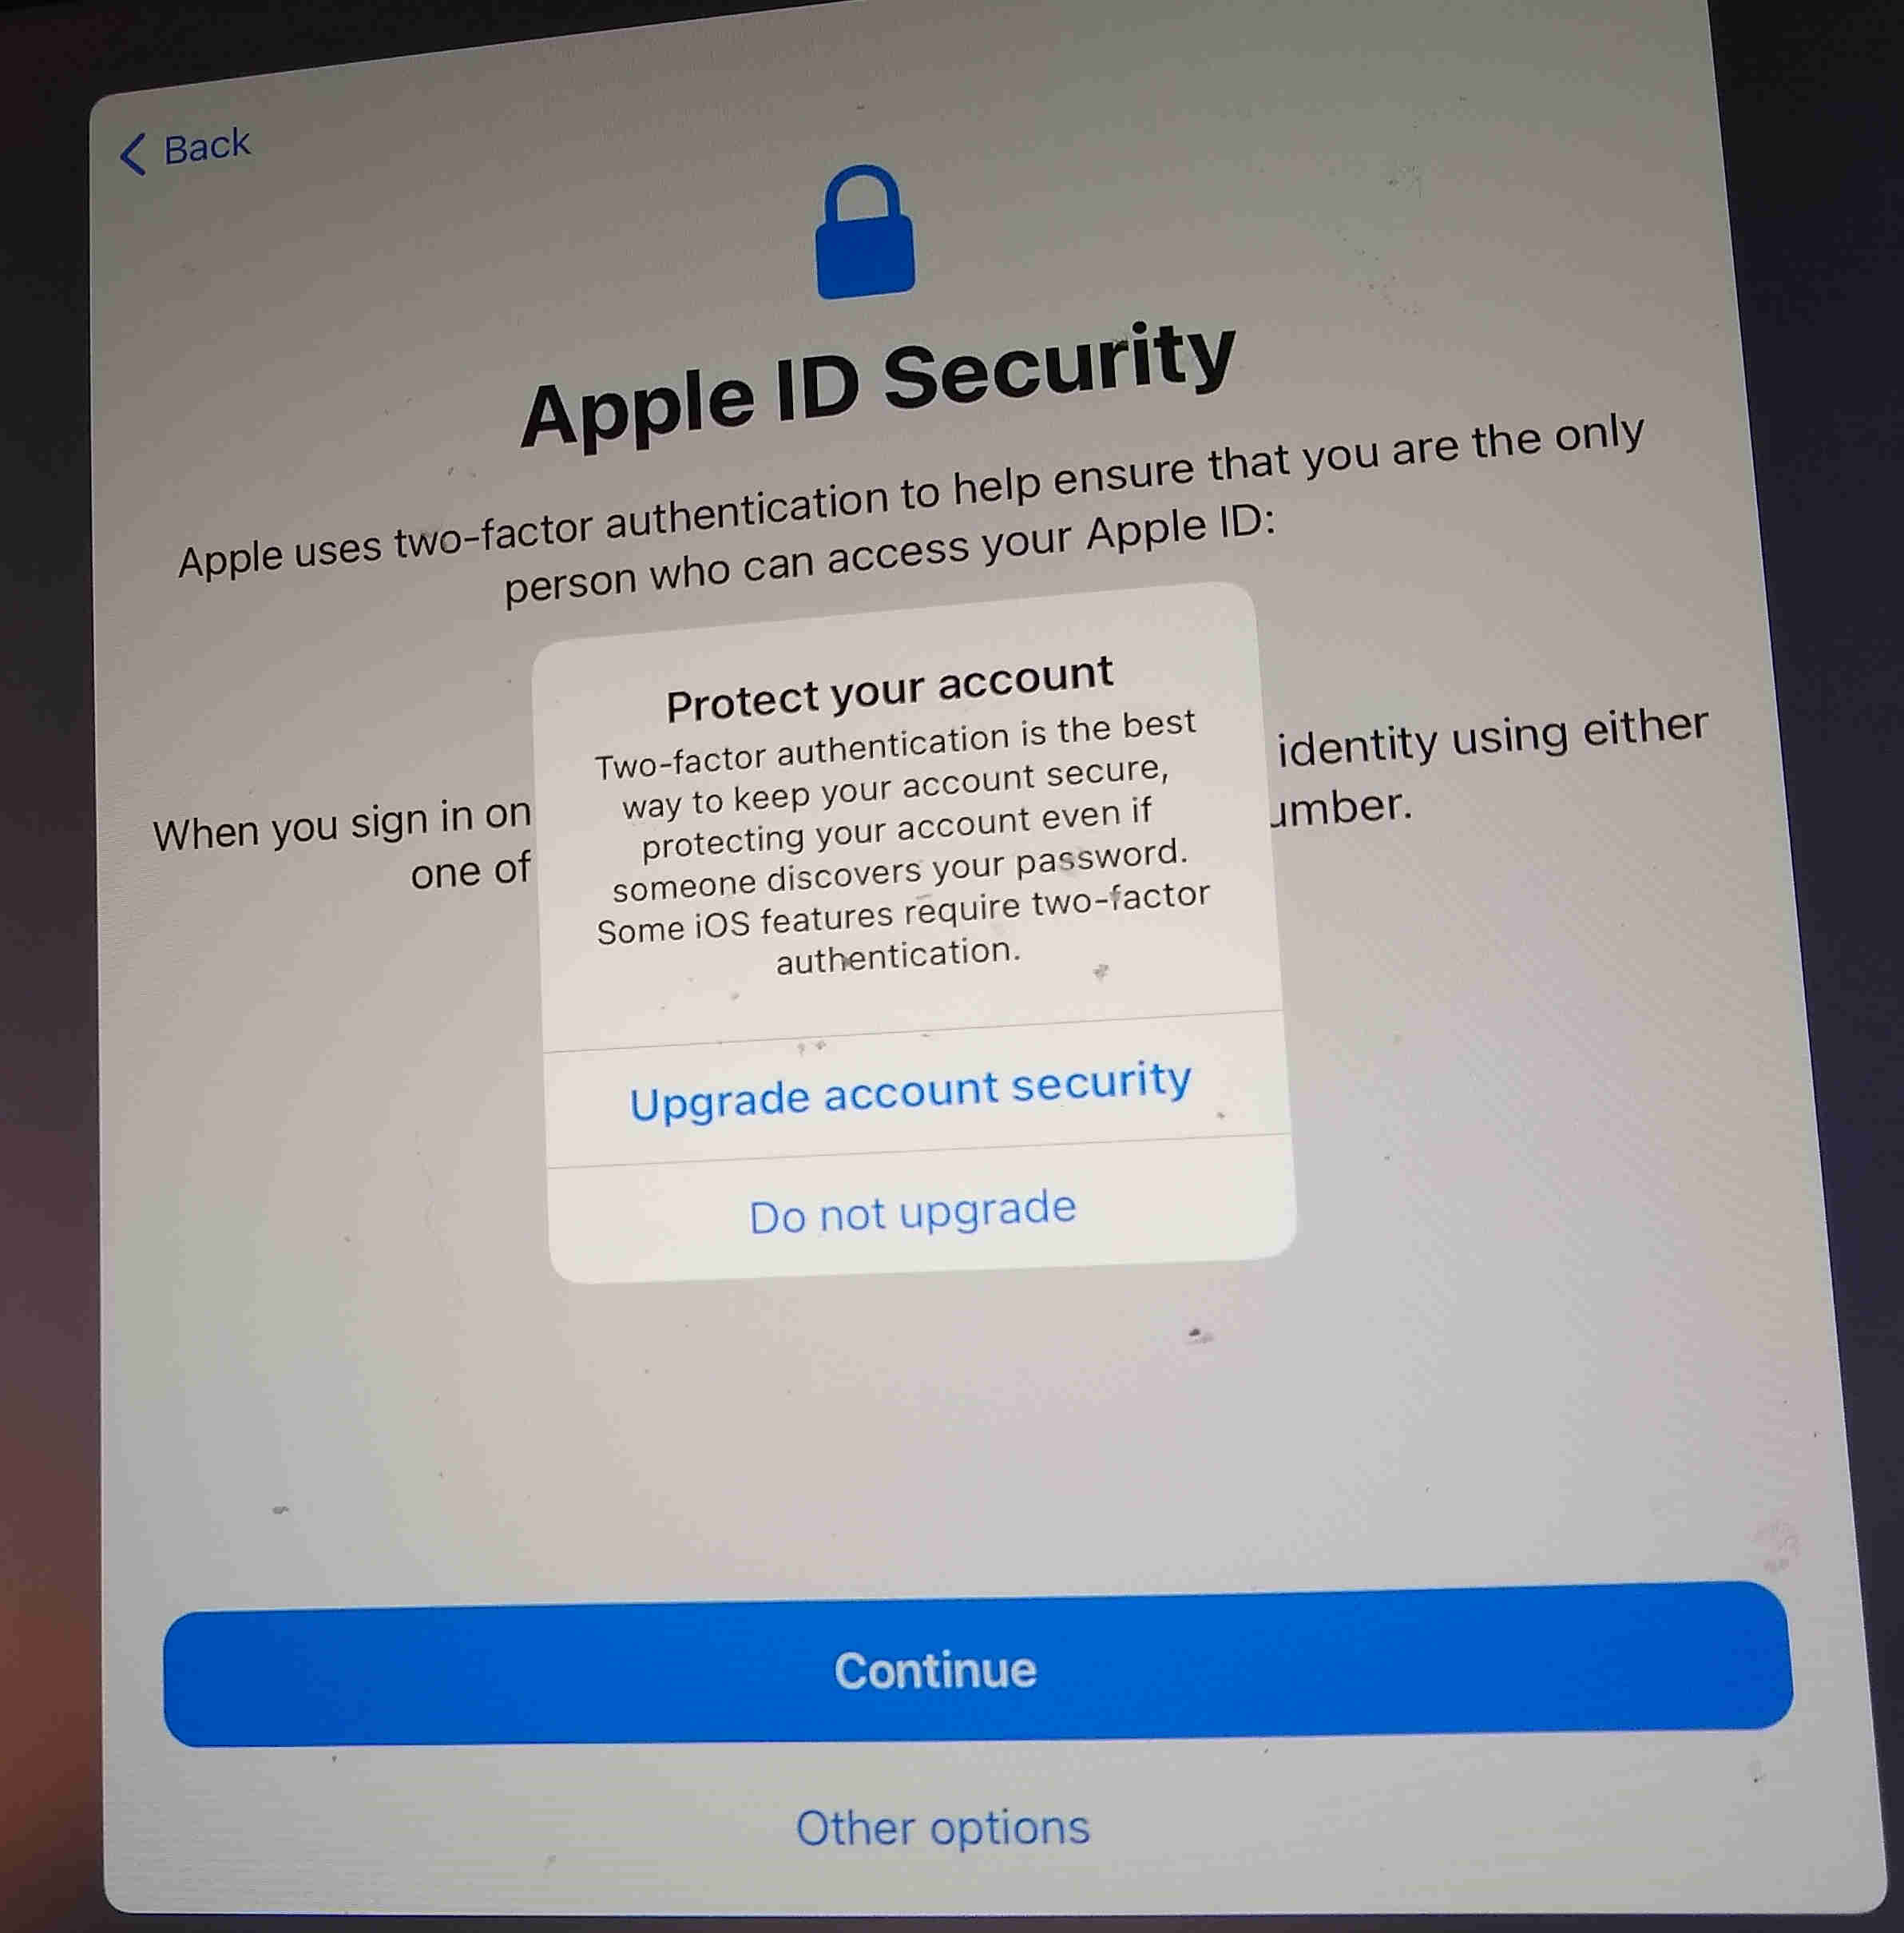 Back
Apple ID Security
Apple uses two-factor authentication to help ensure that you are the only
person who can access your Apple ID:
When you sign in on
identity using either
one of
umber.
Protect your account
Two-factor authentication is the best
way to keep your account secure,
protecting your account even if
someone discovers your password.
Some iOS features require two-factor
authentication.
Upgrade account security
Do not upgrade
Continue
Other options